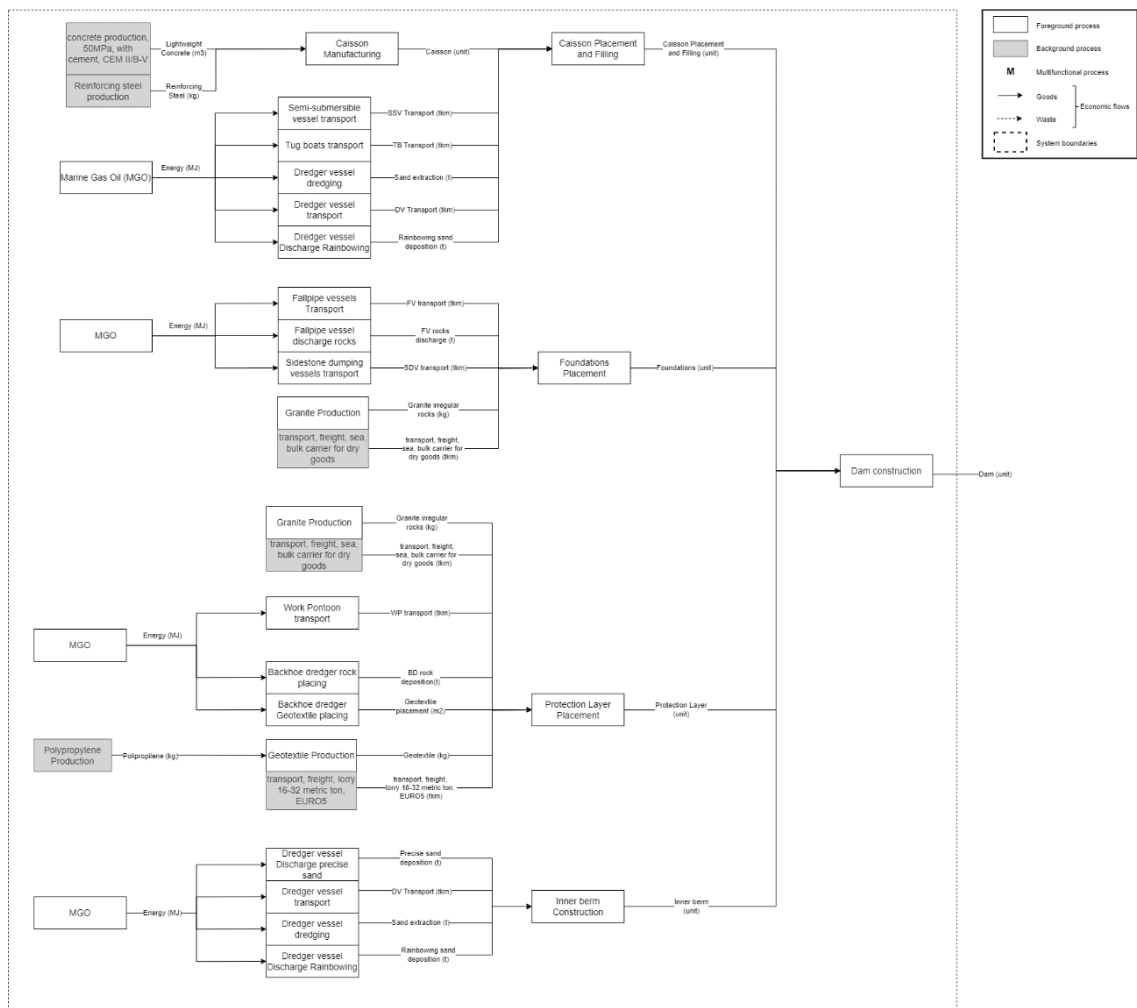 concrete production,
50MPa, with
cement, CEM II/B-V
Lightweight
Concrete (m3)
Reinforcing steel
production
Reinforcing
Steel (kg)
Caisson
Manufacturing
Caisson (unit)
Caisson Placement
and Filling
Caisson Placement
and Filling (unit)
Semi-submersible
vessel transport
SSV Transport (tkm)
Tug boats transport
TB Transport (tkm)
Marine Gas Oil (MGO)
Energy (MJ)
Dredger vessel
dredging
Sand extraction (t)
Dredger vessel
transport
DV Transport (tkm)
Dredger vessel
Discharge Rainbowing
Rainbowing sand
deposition (t)
Fallpipe vessels
Transport
FV transport (tkm)
MGO
Energy (MJ)
Fallpipe vessel
discharge rocks
FV rocks
discharge (t)
Sidestone dumping
vessels transport
SDV transport (tkm)
Foundations
Placement
Foundations (unit)
Granite Production
Granite irregular
rocks (kg)
transport, freight, sea,
bulk carrier for dry
goods
transport, freight,
sea, bulk carrier for
dry goods (tkm)
Dam construction
Dam (unit)
Granite Production
Granite irregular
rocks (kg)
transport, freight, sea,
bulk carrier for dry
goods
transport, freight,
sea, bulk carrier for
dry goods (tkm)
Work Pontoon
transport
WP transport (tkm)
MGO
Energy (MJ)
Backhoe dredger rock
placing
BD rock
deposition(t)
Backhoe dredger
Geotextile placing
Geotextile
placement (m2)
Protection Layer
Placement
Protection Layer
(unit)
Polypropylene
Production
Polipropilene (kg)
Geotextile Production
Geotextile (kg)
transport, freight, lorry
16-32 metric ton,
EURO5
transport, freight,
lorry 16-32 metric ton,
EURO5 (tkm)
Dredger vessel
Discharge precise
sand
Precise sand
deposition (t)
Dredger vessel
transport
DV Transport (tkm)
MGO
Energy (MJ)
Dredger vessel
dredging
Sand extraction (t)
Dredger vessel
Discharge Rainbowing
Rainbowing sand
deposition (t)
Inner berm
Construction
Inner berm
(unit)
Foreground process
Background process
M
Multifunctional process
Goods
Waste
Economic flows
System boundaries